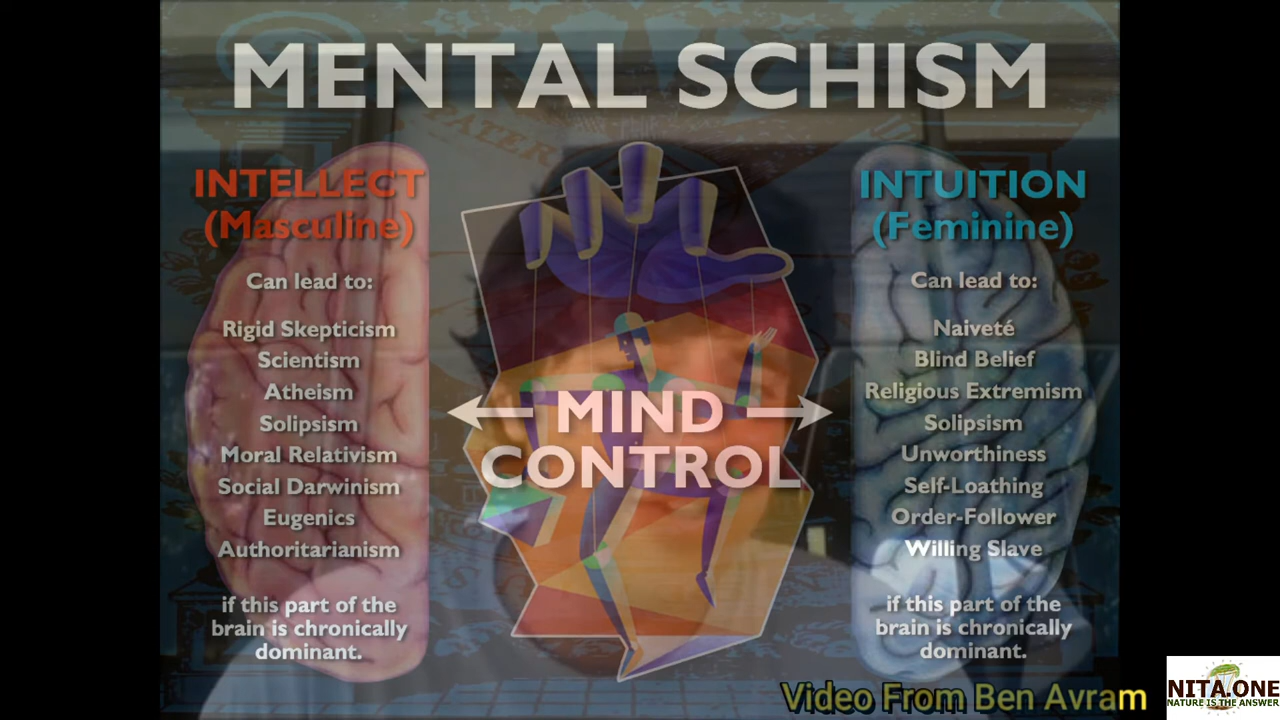 MENTAL SCHISM
INTELLECT
(Masculine)
Can lead to:
Rigid Skepticism
Scientism
Atheism
Solipsism
Moral Relativism
Social Darwinism
Eugenics
Authoritarianism
if this part of the
brain is chronically
dominant.
MIND
CONTROL
INTUITION
(Feminine)
Can lead to:
Naiveté
Blind Belief
Religious Extremism
Solipsism
Unworthiness
Self-Loathing
Order-Follower
Willing Slave
if this part of the
brain is chronically
dominant.
Video From Ben Avram
NITA.ONE
NATURE IS THE ANSWER